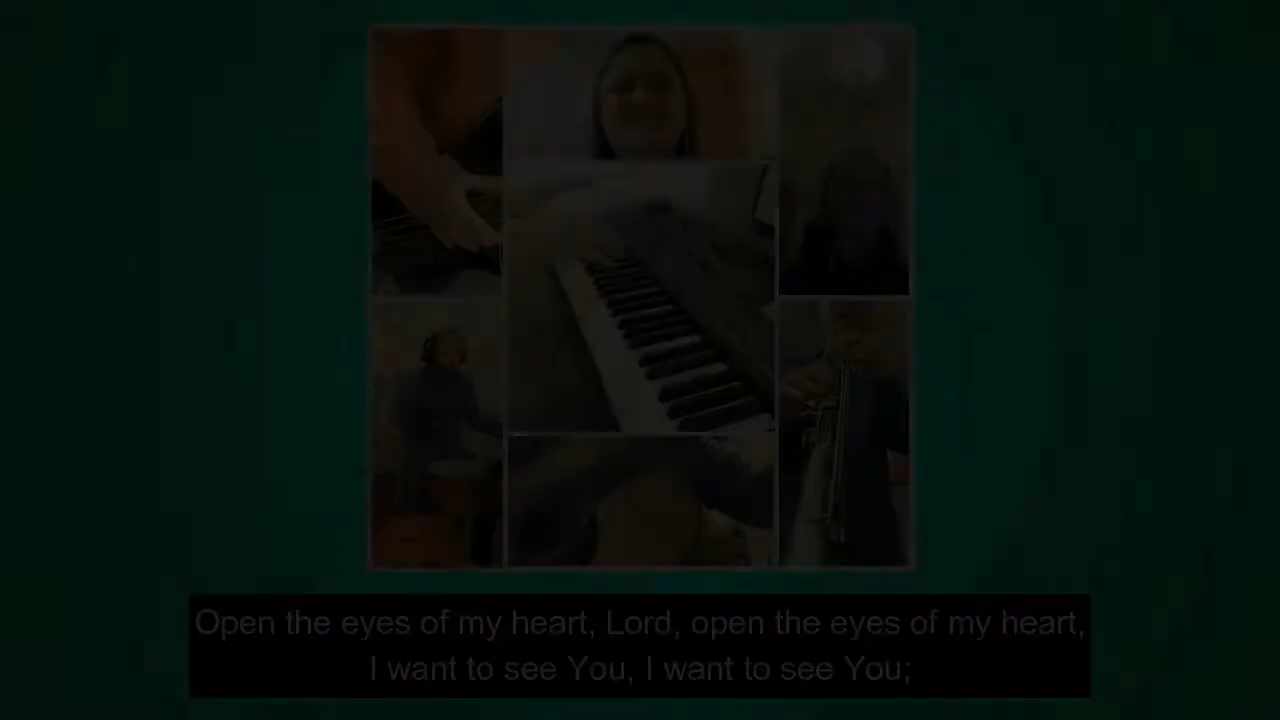 Open the eyes of my heart, Lord, open the eyes of my heart,
I want to see You, I want to see You;